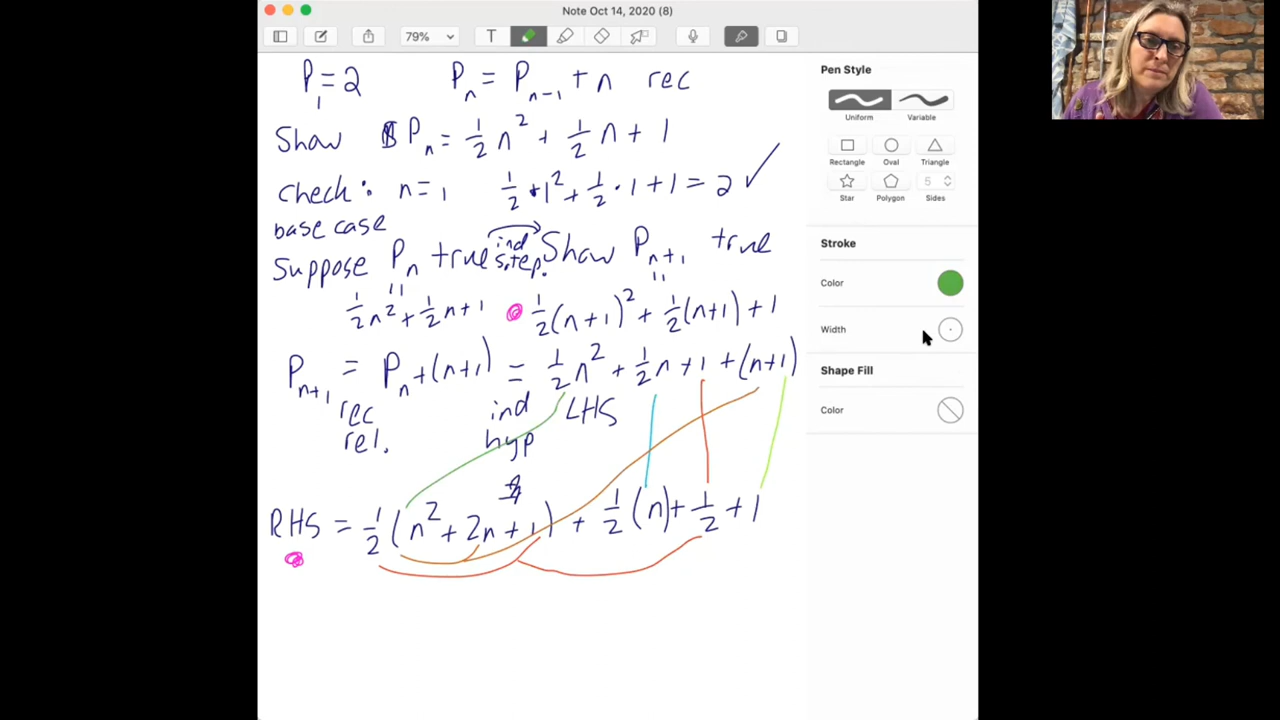 Note Oct 14, 2020 (8)
79%
T
P₁ = 2 Pₙ = Pₙ₋₁ + n rec
Show Pₙ = 1/2 n² + 1/2 n + 1
Check: n = 1 1/2 · 1² + 1/2 · 1 + 1 = 2 ✓
base case
Suppose Pₙ true ind step. Show Pₙ₊₁ true
" "
1/2 n² + 1/2 n + 1 1/2 (n+1)² + 1/2 (n+1) + 1
Pₙ₊₁ = Pₙ + (n+1) = 1/2 n² + 1/2 n + 1 + (n+1)
rec rel. ind hyp LHS
RHS = 1/2 (n² + 2n + 1) + 1/2 (n) + 1/2 + 1
Pen Style
Uniform Variable
Rectangle Oval Triangle
5
Star Polygon Sides
Stroke
Color
Width
Shape Fill
Color